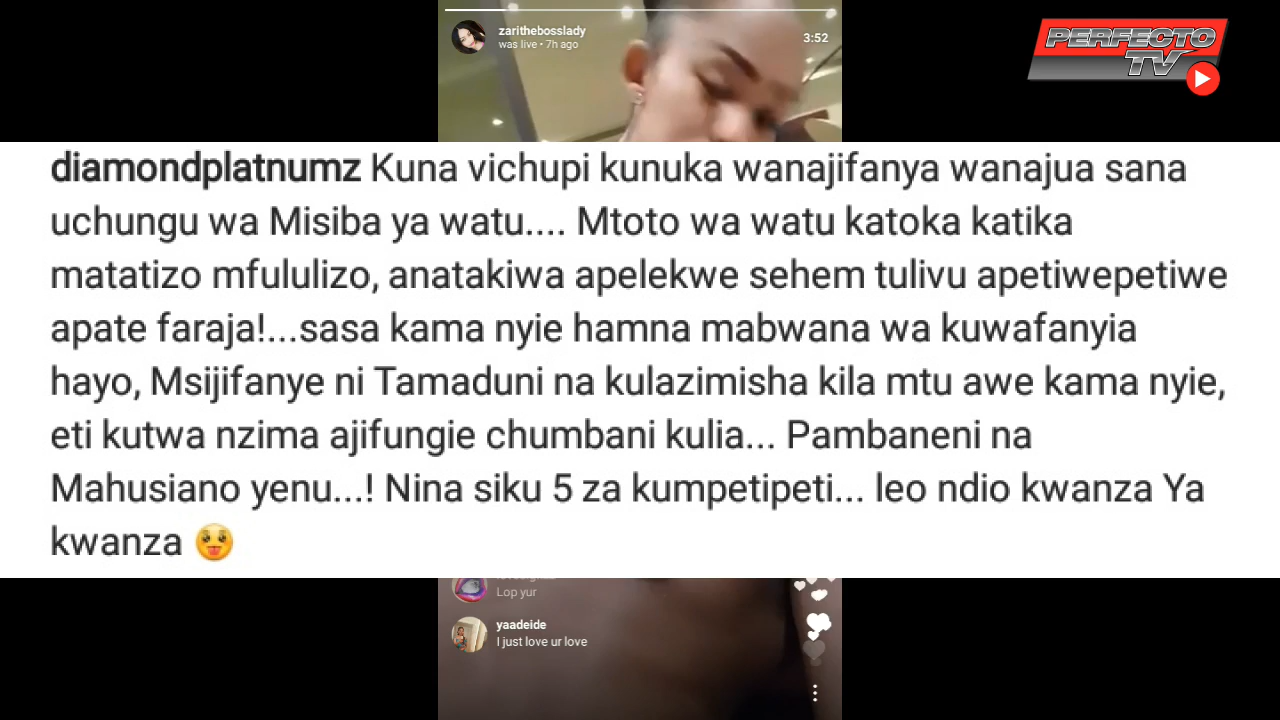 zarithebosslady
was live • 7h ago
3:52
PERFECTO
TV
diamondplatnumz Kuna vichupi kunuka wanajifanya wanajua sana
uchungu wa Misiba ya watu.... Mtoto wa watu katoka katika
matatizo mfululizo, anatakiwa apelekwe sehem tulivu apetiwepetiwe
apate faraja!...sasa kama nyie hamna mabwana wa kuwafanyia
hayo, Msijifanye ni Tamaduni na kulazimisha kila mtu awe kama nyie,
eti kutwa nzima ajifungie chumbani kulia... Pambaneni na
Mahusiano yenu...! Nina siku 5 za kumpetipeti... leo ndio kwanza Ya
kwanza 😛
Lop yur
yaadeide
I just love ur love